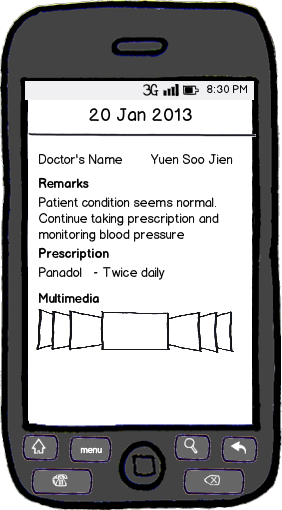 3G 8:30 PM
20 Jan 2013
Doctor's Name Yuen Soo Jien
Remarks
Patient condition seems normal.
Continue taking prescription and
monitoring blood pressure
Prescription
Panadol - Twice daily
Multimedia
menu